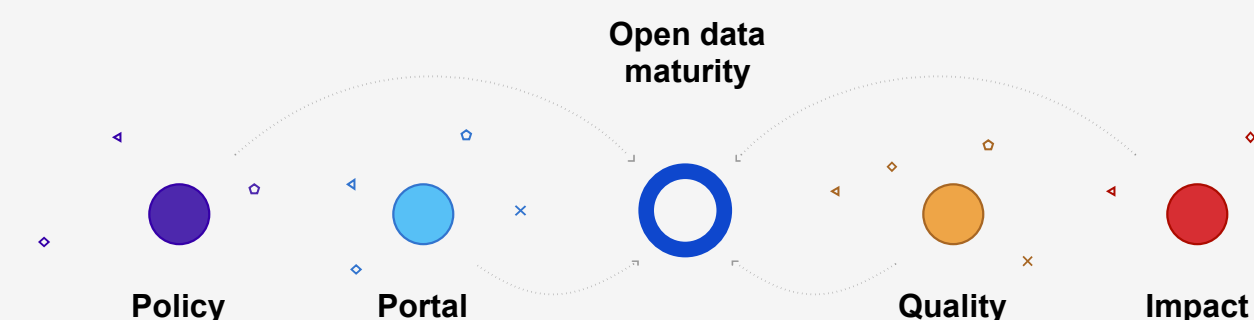 Open data
maturity
Policy
Portal
Quality
Impact